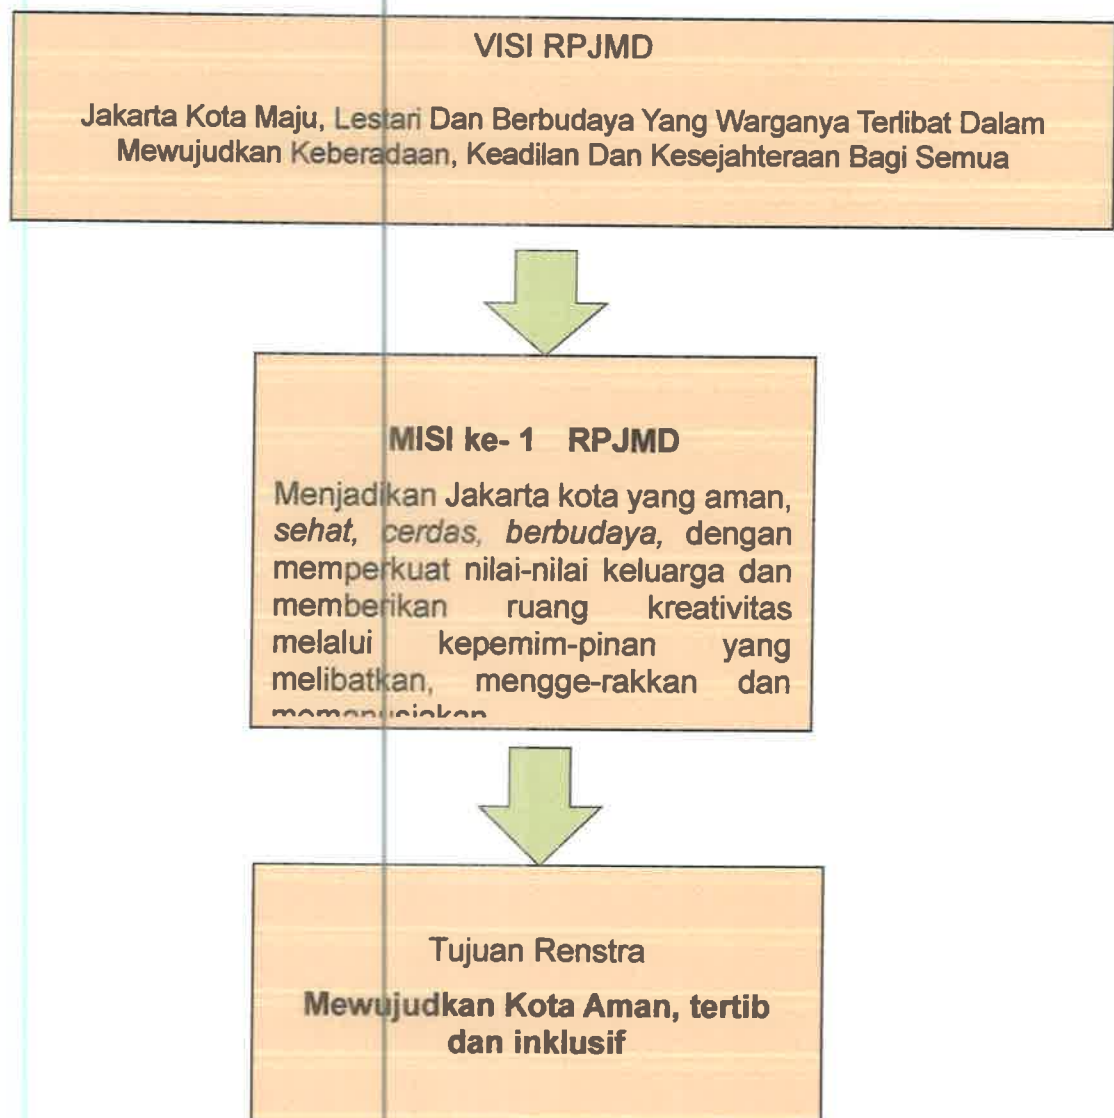 VISI RPJMD
Jakarta Kota Maju, Lestari Dan Berbudaya Yang Warganya Terlibat Dalam
Mewujudkan Keberadaan, Keadilan Dan Kesejahteraan Bagi Semua
MISI ke- 1 RPJMD
Menjadikan Jakarta kota yang aman,
sehat, cerdas, berbudaya, dengan
memperkuat nilai-nilai keluarga dan
memberikan ruang kreativitas
melalui kepemim-pinan yang
melibatkan, mengge-rakkan dan
memanusiakan
Tujuan Renstra
Mewujudkan Kota Aman, tertib
dan inklusif